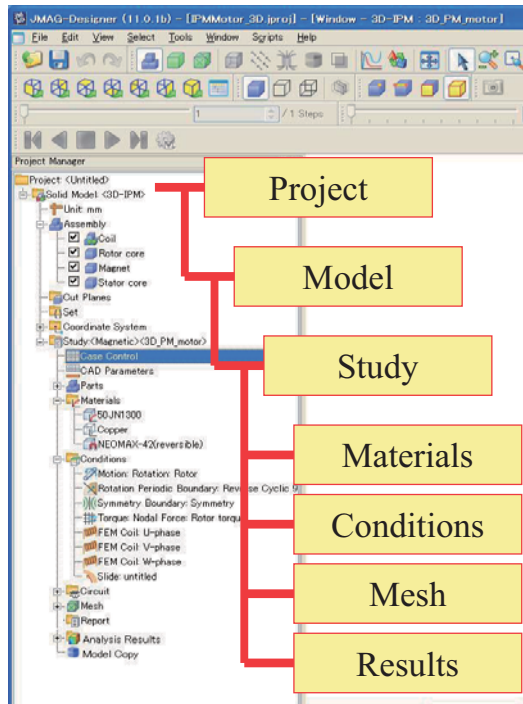 JMAG-Designer (11.0.1b) - [IPMMotor_3D.jproj] - [Window - 3D-IPM : 3D_PM_motor]
File Edit View Select Tools Window Scripts Help
1 / 1 Steps
Project Manager
Project: <Untitled>
Solid Model <3D-IPM>
Unit: mm
Assembly
Coil
Rotor core
Magnet
Stator core
Cut Planes
Set
Coordinate System
Study:<Magnetic><3D_PM_motor>
Case Control
CAD Parameters
Parts
Materials
50JN1300
Copper
NEOMAX-42(reversible)
Conditions
Motion: Rotation: Rotor
Rotation Periodic Boundary: Reverse Cyclic 9
Symmetry Boundary: Symmetry
Torque: Nodal Force: Rotor torqu
FEM Coil: U-phase
FEM Coil: V-phase
FEM Coil: W-phase
Slide: untitled
Circuit
Mesh
Report
Analysis Results
Model Copy
Project
Model
Study
Materials
Conditions
Mesh
Results